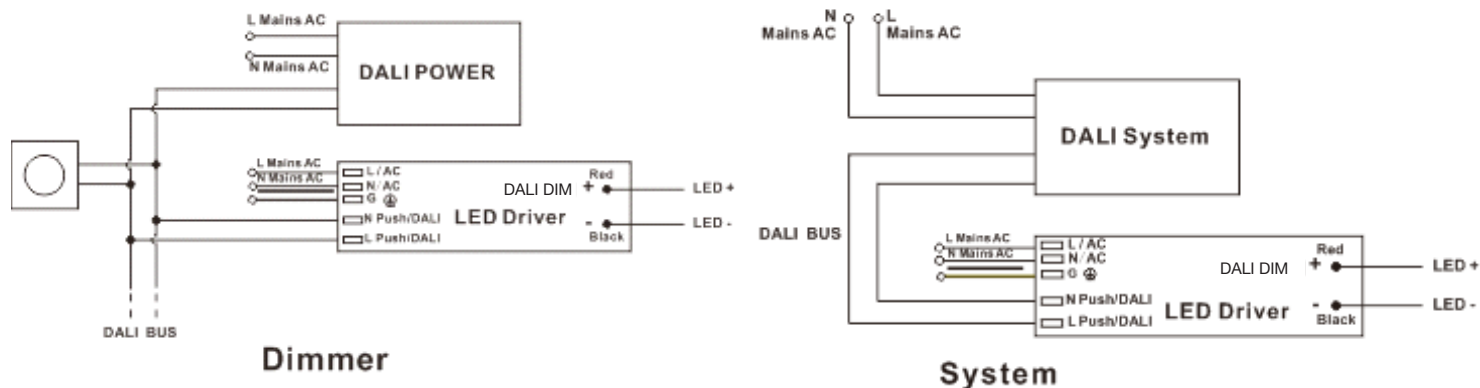 L Mains AC
N Mains AC
DALI POWER
L Mains AC
N Mains AC
L/AC
N/AC
G
N Push/DALI
L Push/DALI
DALI DIM
LED Driver
Red
+
-
Black
LED +
LED -
DALI BUS
Dimmer
N
Mains AC
L
Mains AC
DALI System
DALI BUS
L Mains AC
N Mains AC
L/AC
N/AC
G
N Push/DALI
L Push/DALI
DALI DIM
LED Driver
Red
+
-
Black
LED +
LED -
System